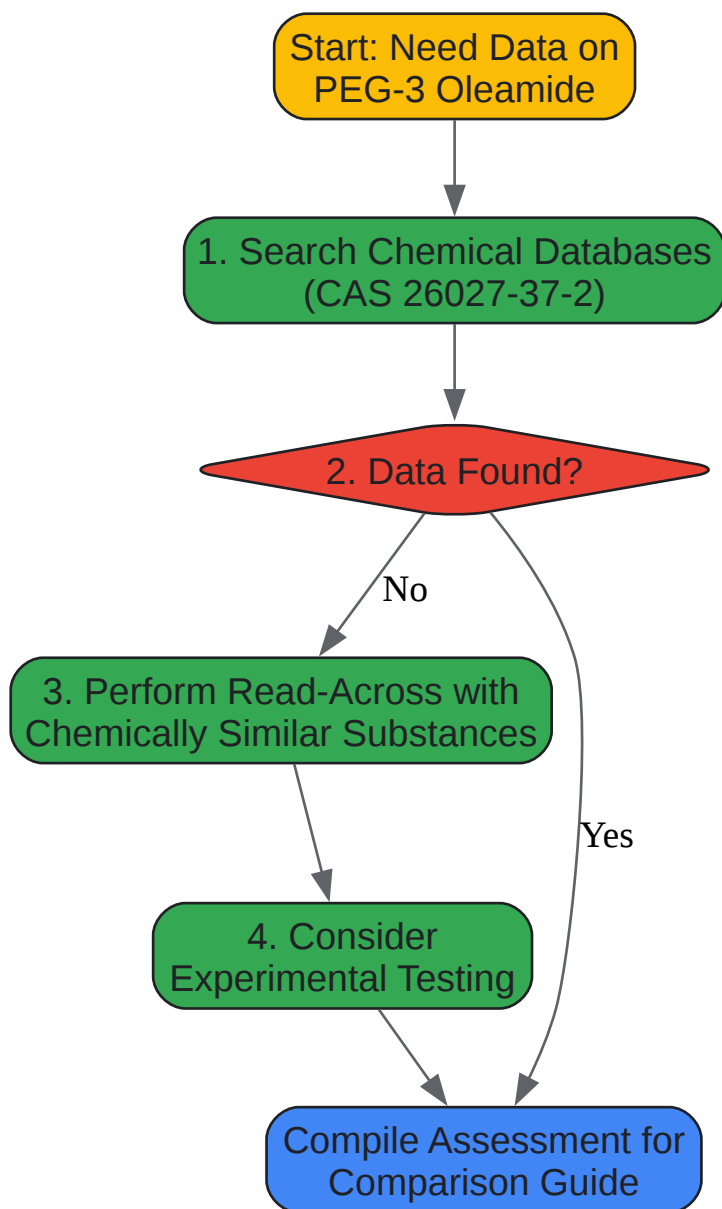 Start: Need Data on
PEG-3 Oleamide
1. Search Chemical Databases
(CAS 26027-37-2)
2. Data Found?
No
3. Perform Read-Across with
Chemically Similar Substances
Yes
4. Consider
Experimental Testing
Compile Assessment for
Comparison Guide